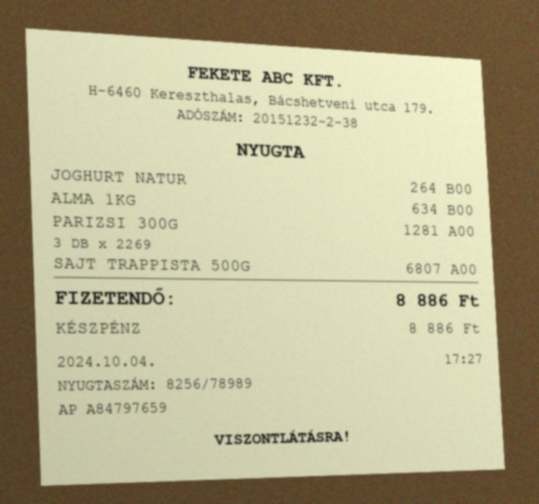 FEKETE ABC KFT.
H-6460 Kereszthalas, Bácshetveni utca 179.
ADÓSZÁM: 20151232-2-38
NYUGTA
JOGHURT NATUR 264 B00
ALMA 1KG 634 B00
PARIZSI 300G 1281 A00
3 DB x 2269
SAJT TRAPPISTA 500G 6807 A00
FIZETENDŐ: 8 886 Ft
KÉSZPÉNZ 8 886 Ft
2024.10.04. 17:27
NYUGTASZÁM: 8256/78989
AP A84797659
VISZONTLÁTÁSRA!